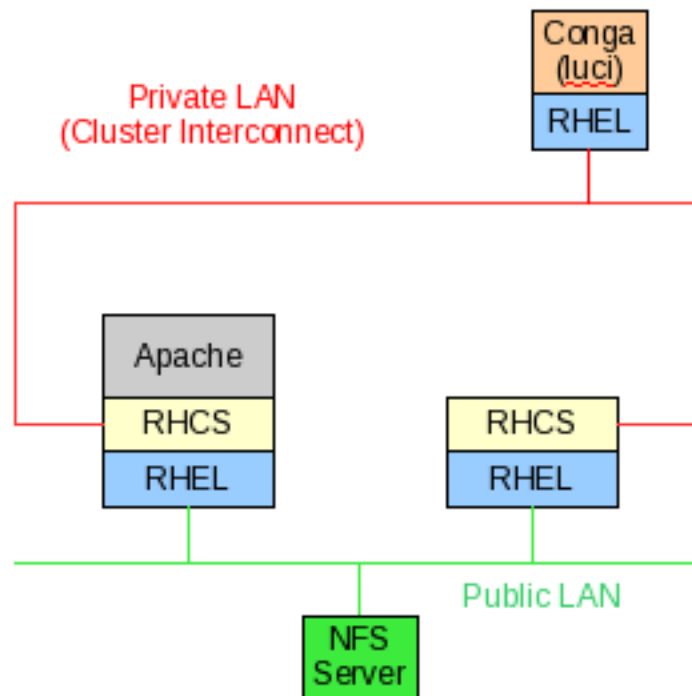 Conga
(luci)
RHEL
Private LAN
(Cluster Interconnect)
Apache
RHCS
RHEL
RHCS
RHEL
Public LAN
NFS
Server